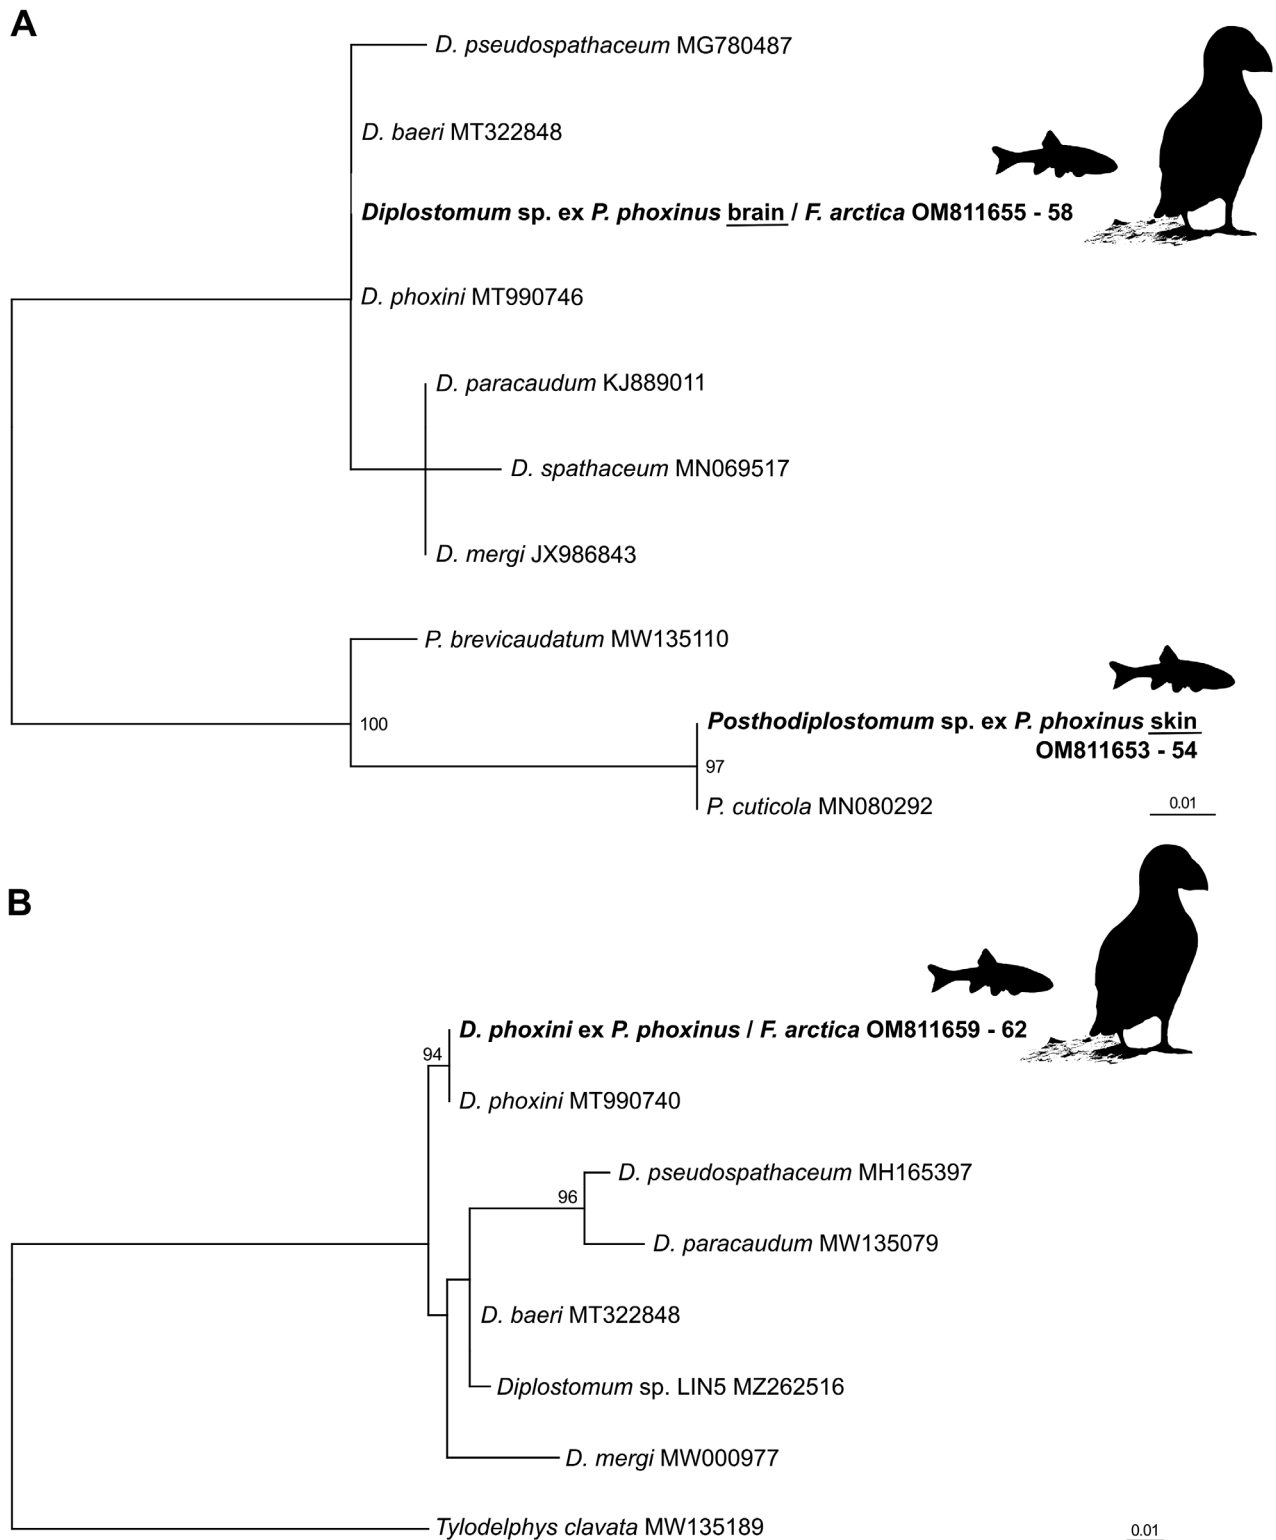 A
D. pseudospathaceum MG780487
D. baeri MT322848
Diplostomum sp. ex P. phoxinus brain / F. arctica OM811655 - 58
D. phoxini MT990746
D. paracaudum KJ889011
D. spathaceum MN069517
D. mergi JX986843
P. brevicaudatum MW135110
100
Posthodiplostomum sp. ex P. phoxinus skin
OM811653 - 54
97
P. cuticola MN080292
0.01
B
D. phoxini ex P. phoxinus / F. arctica OM811659 - 62
94
D. phoxini MT990740
D. pseudospathaceum MH165397
96
D. paracaudum MW135079
D. baeri MT322848
Diplostomum sp. LIN5 MZ262516
D. mergi MW000977
Tylodelphys clavata MW135189
0.01